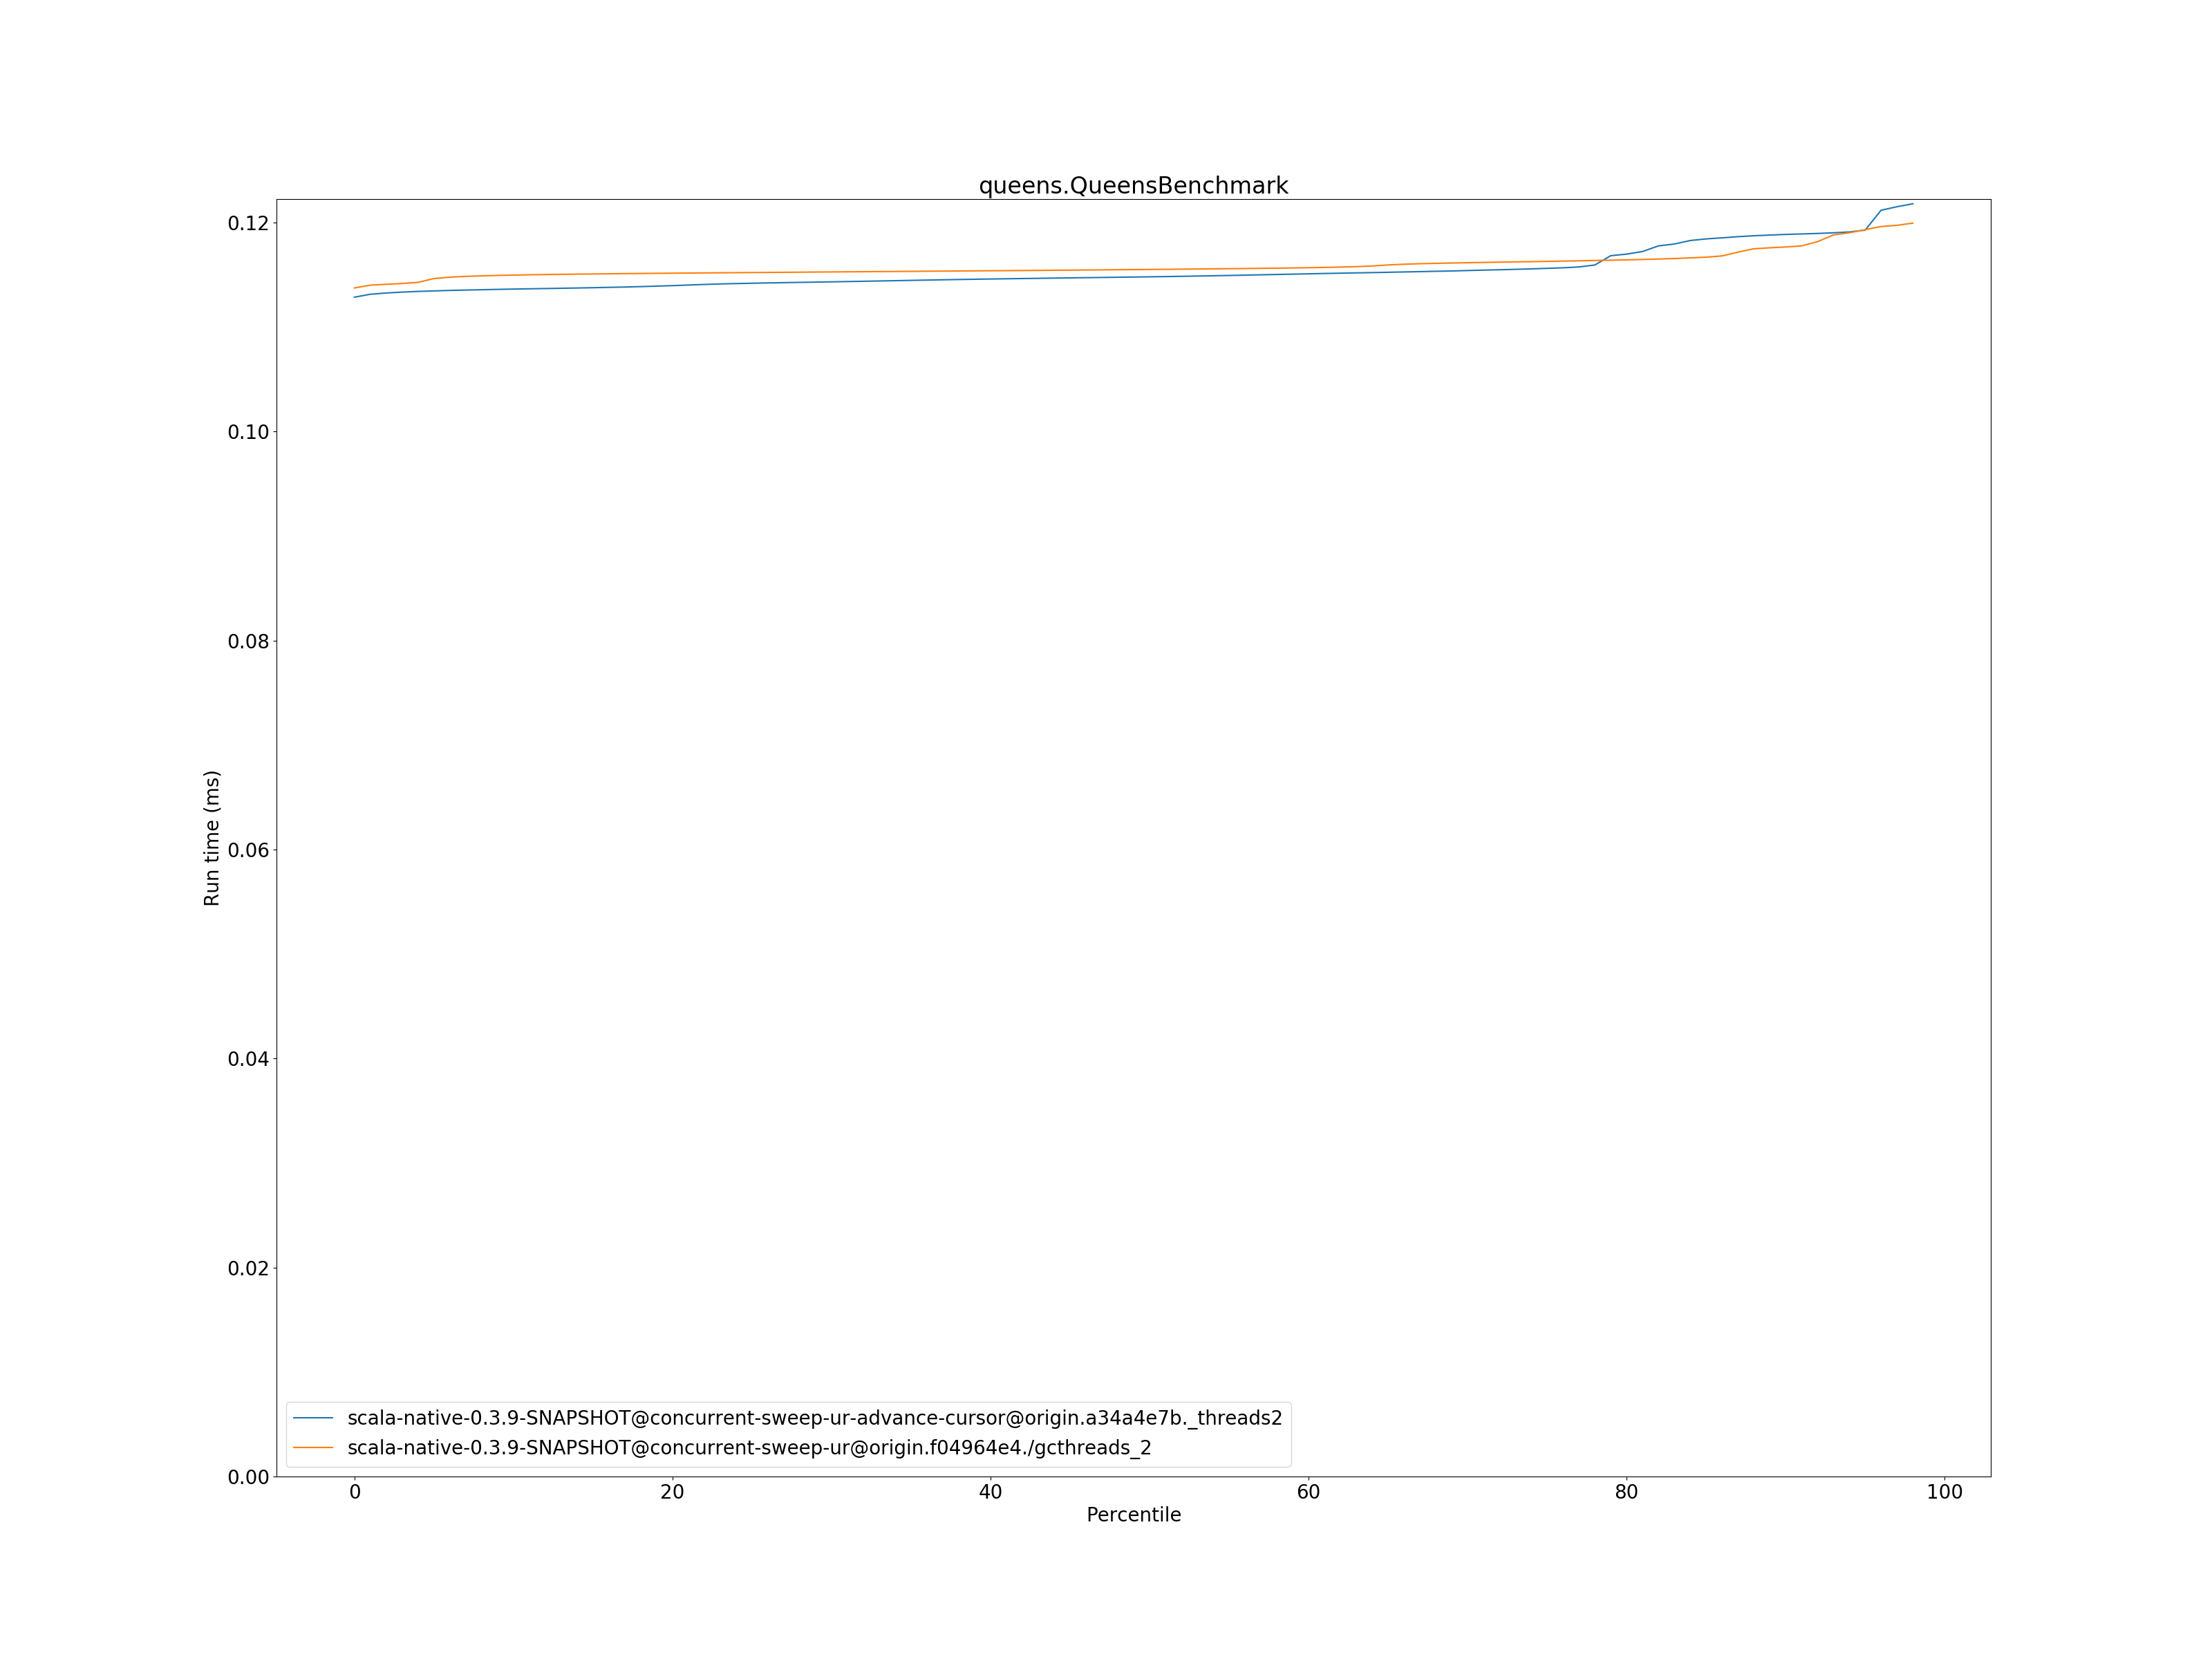 queens.QueensBenchmark
0.12
0.10
0.08
0.06
0.04
0.02
0.00
Run time (ms)
scala-native-0.3.9-SNAPSHOT@concurrent-sweep-ur-advance-cursor@origin.a34a4e7b._threads2
scala-native-0.3.9-SNAPSHOT@concurrent-sweep-ur@origin.f04964e4./gcthreads_2
0 20 40 60 80 100
Percentile